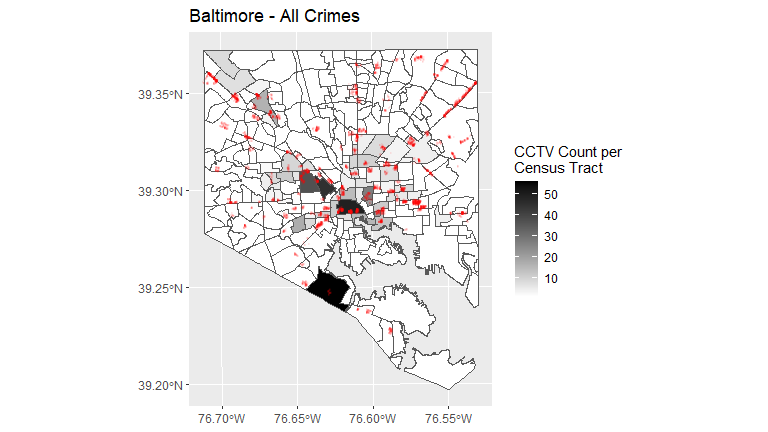 Baltimore - All Crimes
39.35°N
39.30°N
39.25°N
39.20°N
76.70°W
76.65°W
76.60°W
76.55°W
CCTV Count per
Census Tract
50
40
30
20
10